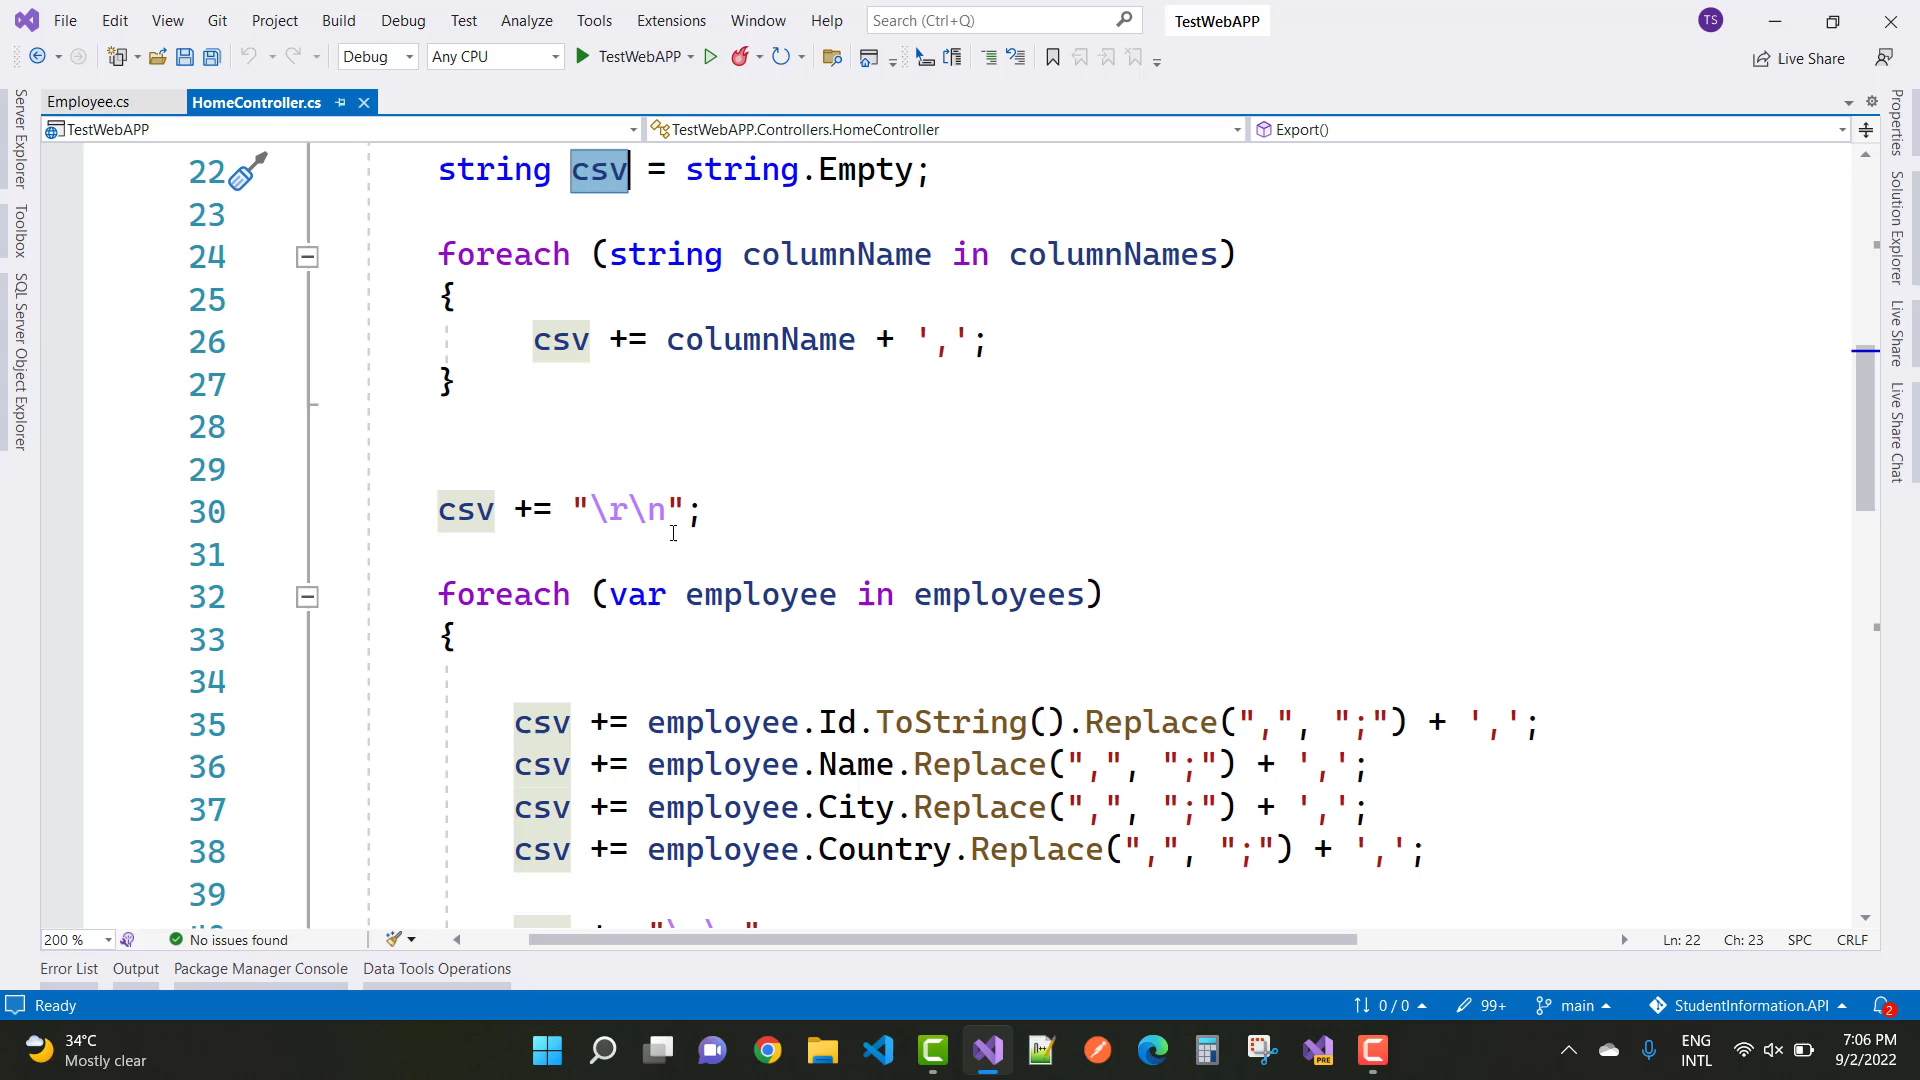 File Edit View Git Project Build Debug Test Analyze Tools Extensions Window Help Search (Ctrl+Q) TestWebAPP TS
Debug Any CPU TestWebAPP Live Share
Employee.cs HomeController.cs
TestWebAPP TestWebAPP.Controllers.HomeController Export()
Server Explorer
Toolbox
SQL Server Object Explorer
22 string csv = string.Empty;
23
24 foreach (string columnName in columnNames)
25 {
26 csv += columnName + ',';
27 }
28
29
30 csv += "\r\n";
31
32 foreach (var employee in employees)
33 {
34
35 csv += employee.Id.ToString().Replace(",", ";") + ',';
36 csv += employee.Name.Replace(",", ";") + ',';
37 csv += employee.City.Replace(",", ";") + ',';
38 csv += employee.Country.Replace(",", ";") + ',';
39
Properties
Solution Explorer
Live Share
Live Share Chat
200 % No issues found Ln: 22 Ch: 23 SPC CRLF
Error List Output Package Manager Console Data Tools Operations
Ready 0 / 0 99+ main StudentInformation.API 2
34°C
Mostly clear
PRE
ENG
INTL
7:06 PM
9/2/2022